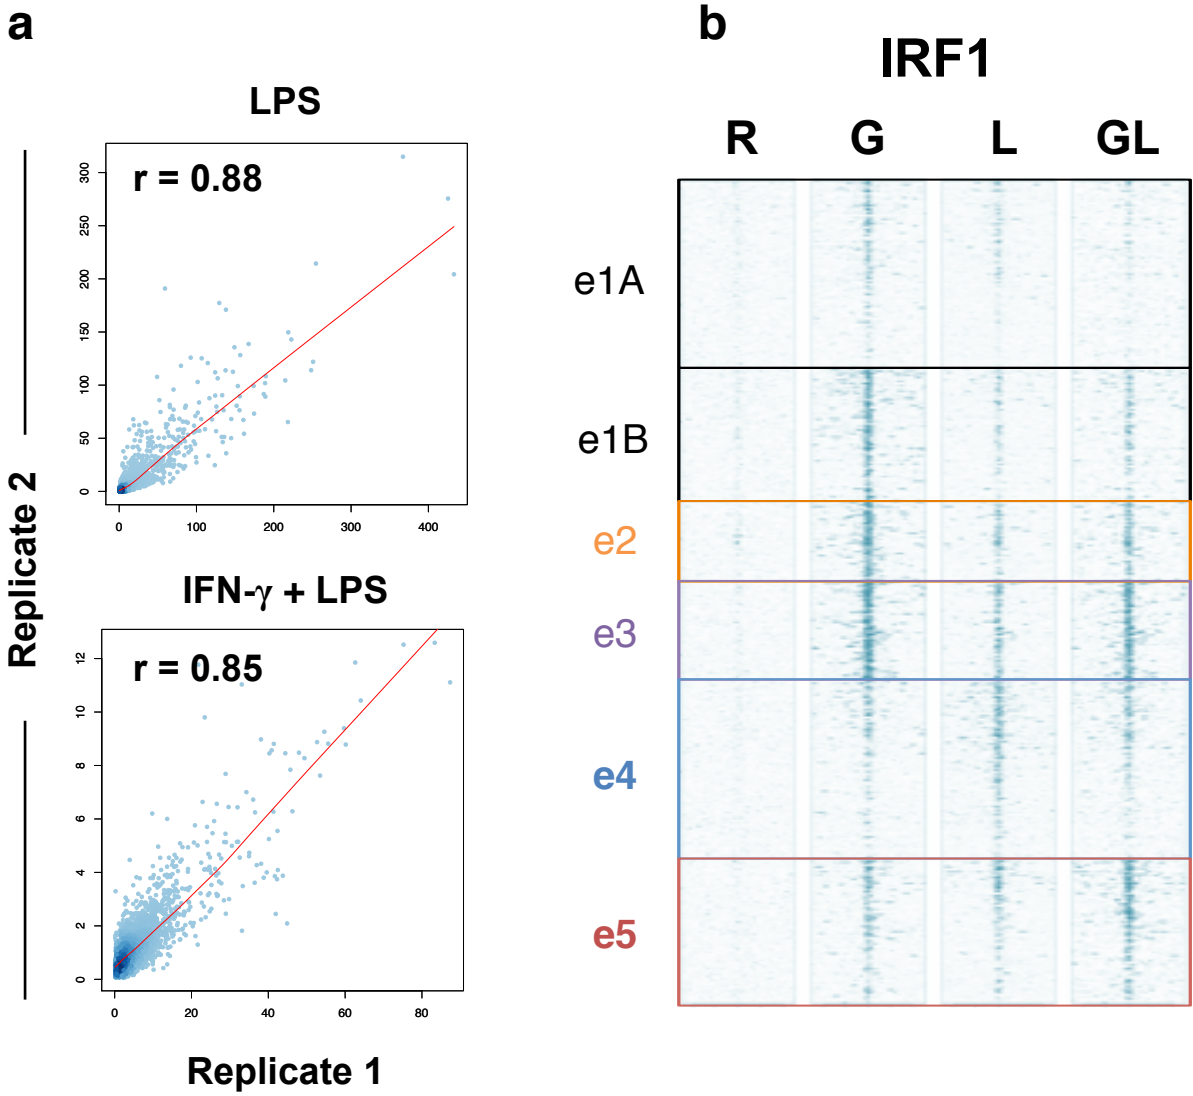 a
LPS
r = 0.88
300
250
200
150
100
50
0
0 100 200 300 400
IFN-γ + LPS
r = 0.85
12
10
8
6
4
2
0
0 20 40 60 80
Replicate 2
Replicate 1
b
IRF1
R G L GL
e1A
e1B
e2
e3
e4
e5